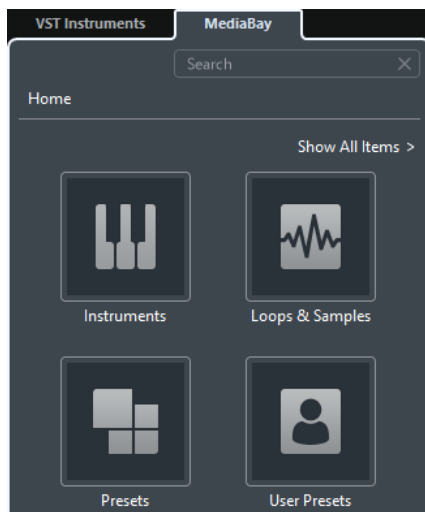 VST Instruments MediaBay
Search
Home
Show All Items >
Instruments Loops & Samples
Presets User Presets